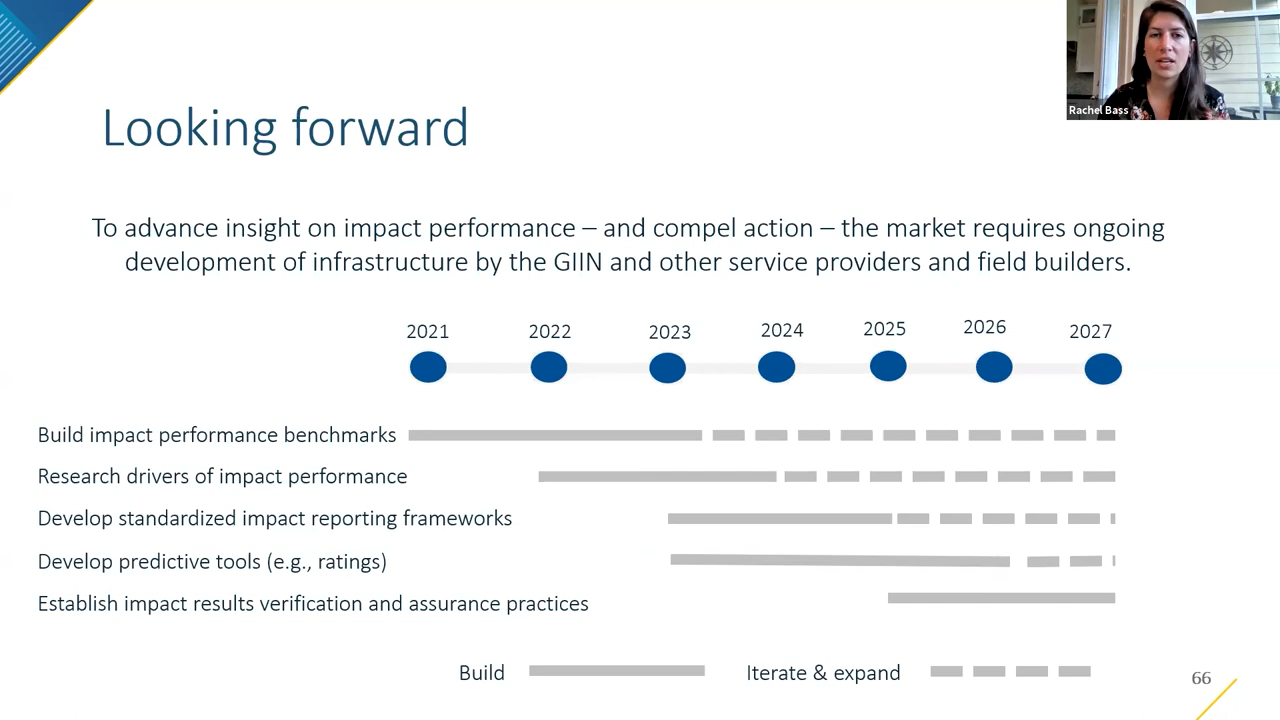 Rachel Bass
Looking forward
To advance insight on impact performance – and compel action – the market requires ongoing
development of infrastructure by the GIIN and other service providers and field builders.
2021 2022 2023 2024 2025 2026 2027
Build impact performance benchmarks
Research drivers of impact performance
Develop standardized impact reporting frameworks
Develop predictive tools (e.g., ratings)
Establish impact results verification and assurance practices
Build Iterate & expand
66